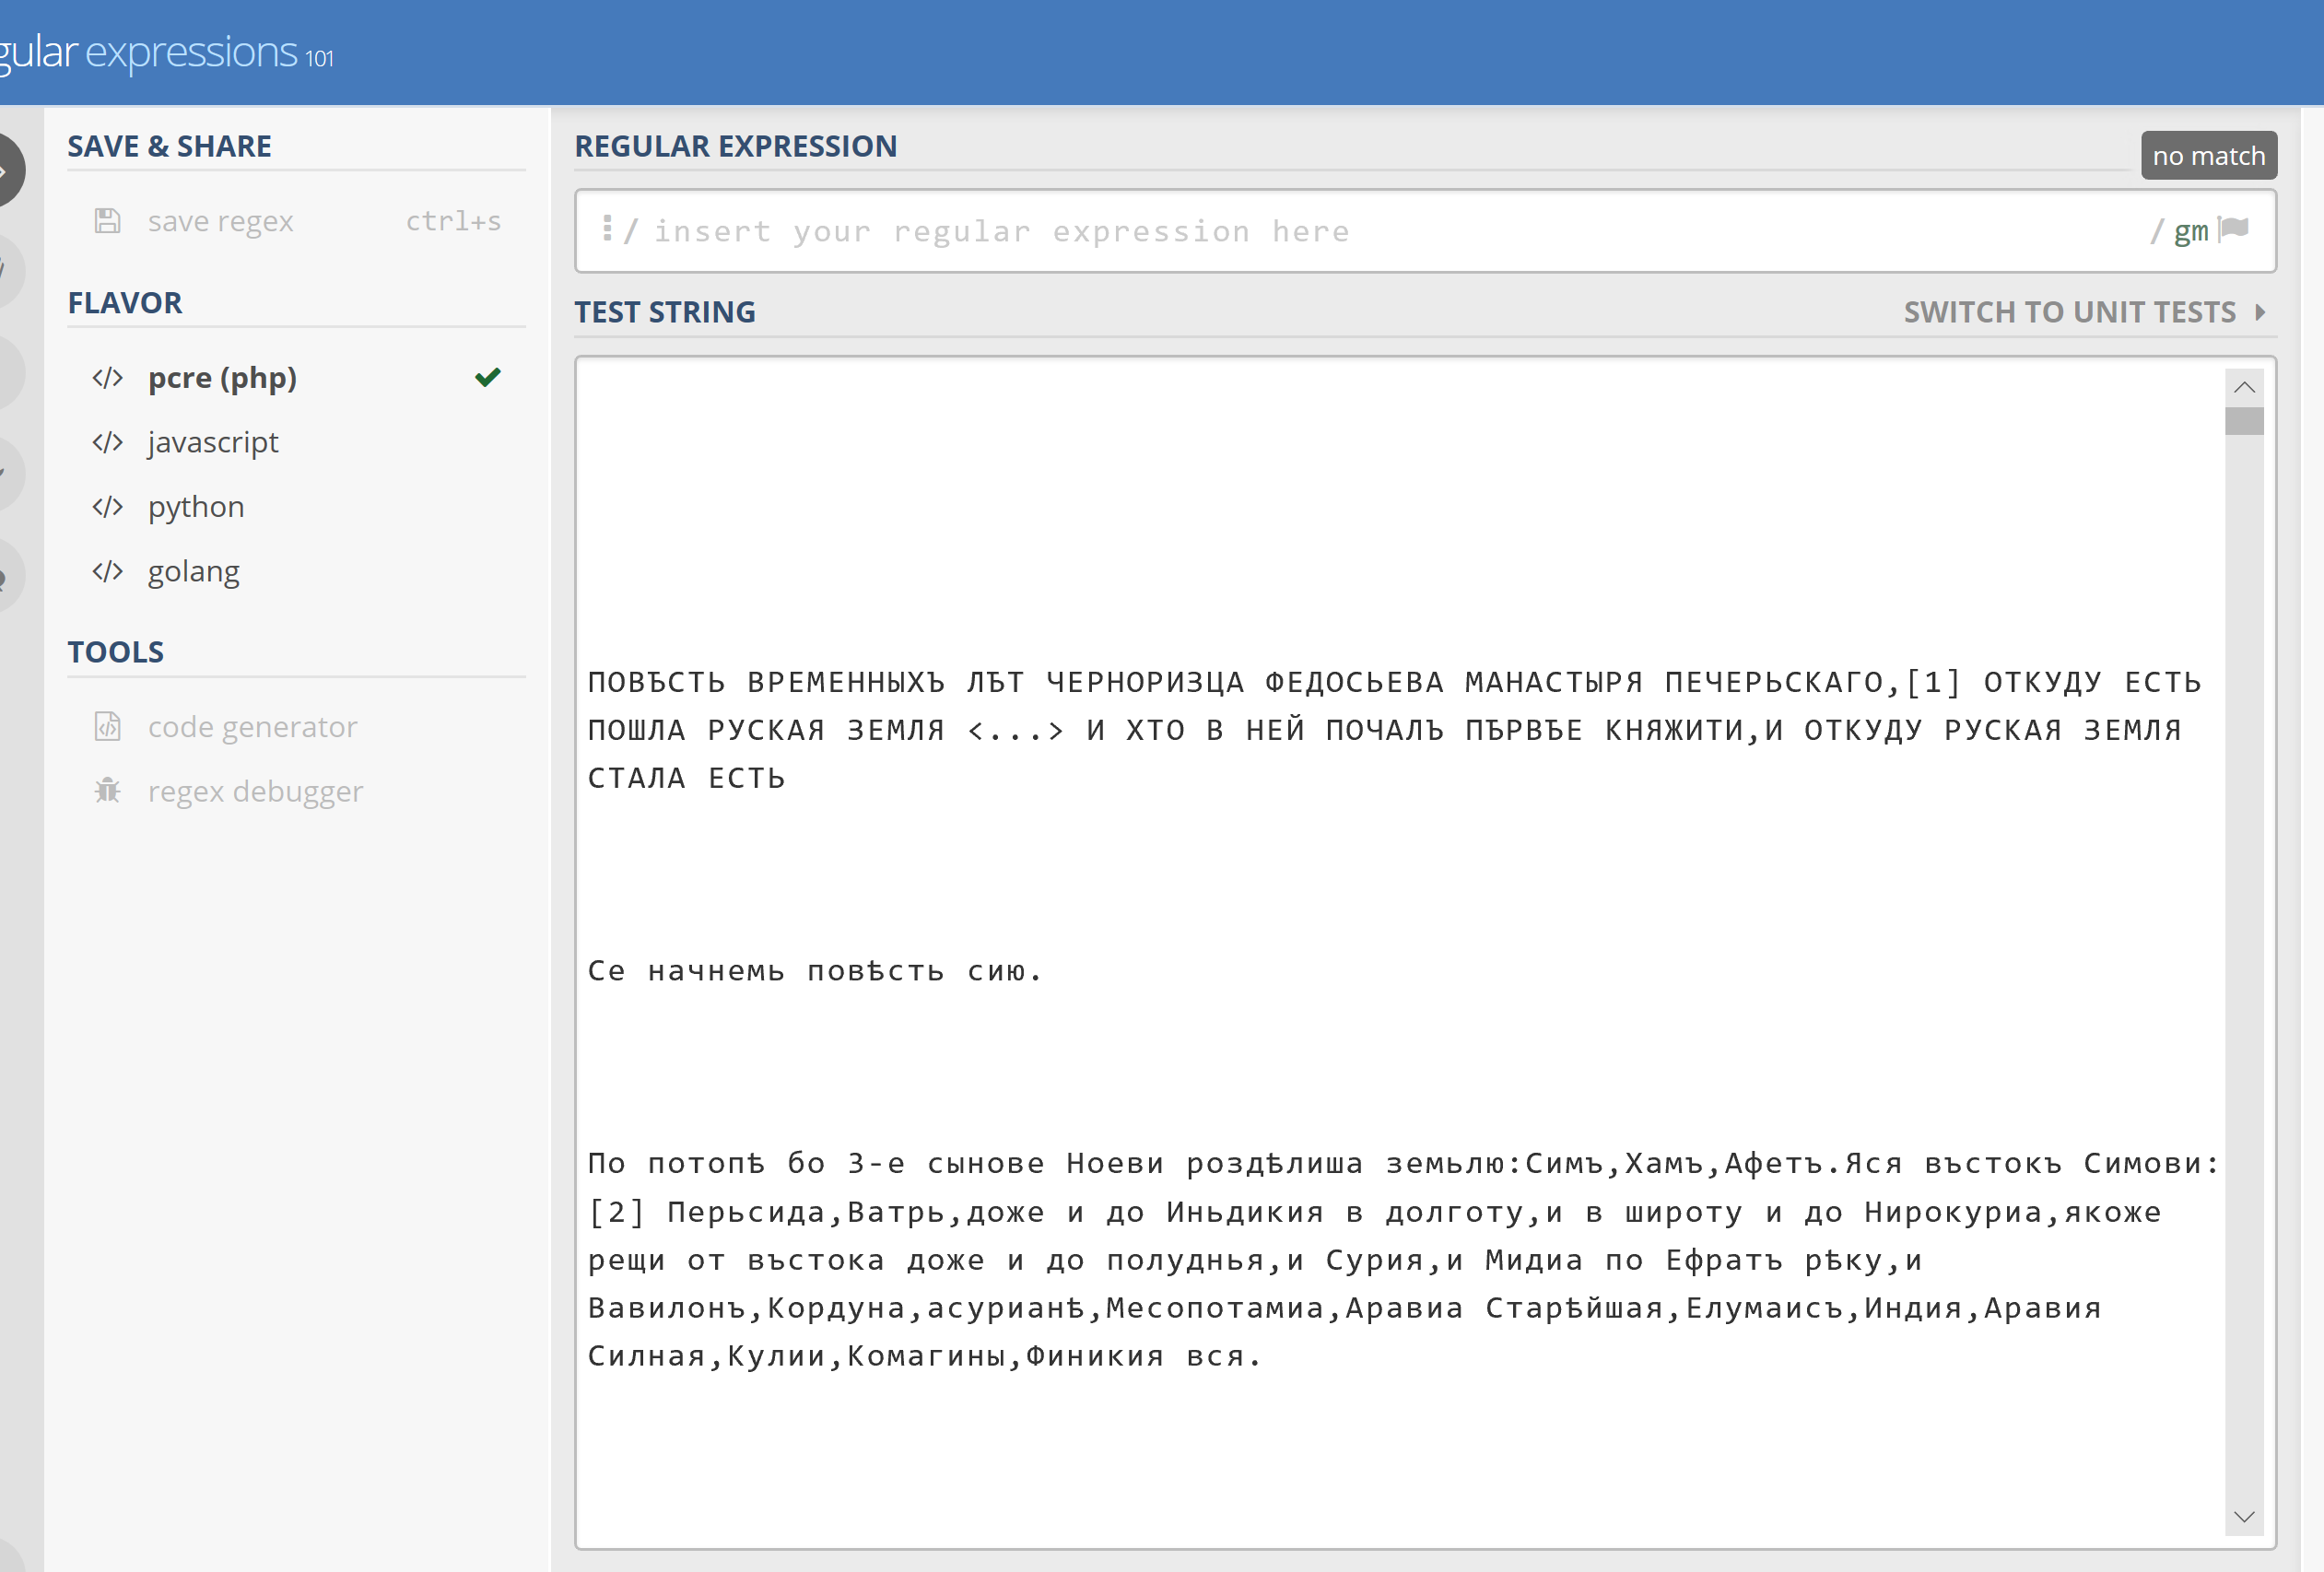 gular expressions 101
SAVE & SHARE
save regex ctrl+s
FLAVOR
</> pcre (php)
</> javascript
</> python
</> golang
TOOLS
code generator
regex debugger
REGULAR EXPRESSION
no match
/ insert your regular expression here / gm
TEST STRING
SWITCH TO UNIT TESTS
ПОВѢСТЬ ВРЕМЕННЫХЪ ЛѢТ ЧЕРНОРИЗЦА ФЕДОСЬЕВА МАНАСТЫРЯ ПЕЧЕРЬСКАГО,[1] ОТКУДУ ЕСТЬ
ПОШЛА РУСКАЯ ЗЕМЛЯ <...> И ХТО В НЕЙ ПОЧАЛЪ ПѢРВѢЕ КНЯЖИТИ,И ОТКУДУ РУСКАЯ ЗЕМЛЯ
СТАЛА ЕСТЬ
Се начнемь повѣсть сию.
По потопѣ бо 3-е сынове Ноеви роздѣлиша земьлю:Симъ,Хамъ,Афетъ.Яся въстокъ Симови:
[2] Перьсида,Ватрь,доже и до Иньдикия в долготу,и в широту и до Нирокуриа,якоже
рещи от въстока доже и до полуднья,и Сурия,и Мидиа по Ефратъ рѣку,и
Вавилонъ,Кордуна,асурианѣ,Месопотамиа,Аравиа Старѣйшая,Елумаисъ,Индия,Аравия
Силная,Кулии,Комагины,Финикия вся.